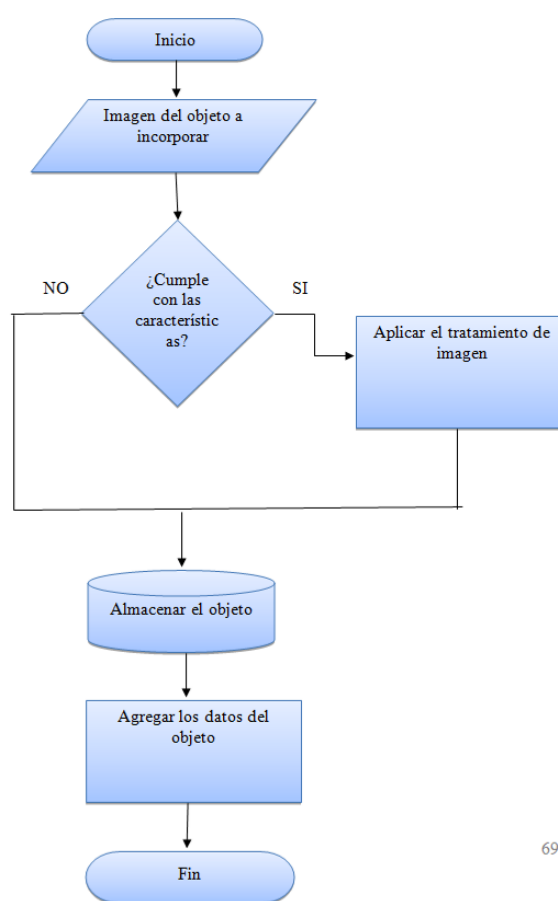 Inicio
Imagen del objeto a
incorporar
NO
¿Cumple
con las
característic
as?
SI
Aplicar el tratamiento de
imagen
Almacenar el objeto
Agregar los datos del
objeto
69
Fin